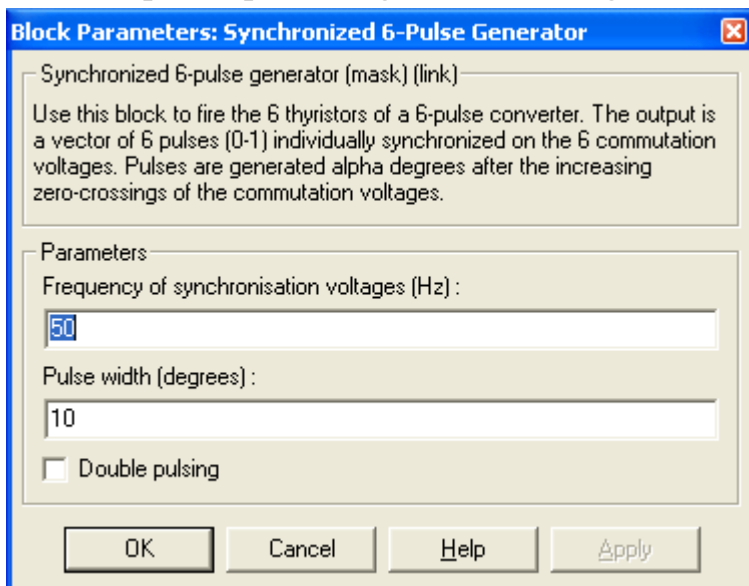 Block Parameters: Synchronized 6-Pulse Generator
Synchronized 6-pulse generator (mask) (link)
Use this block to fire the 6 thyristors of a 6-pulse converter. The output is
a vector of 6 pulses (0-1) individually synchronized on the 6 commutation
voltages. Pulses are generated alpha degrees after the increasing
zero-crossings of the commutation voltages.
Parameters
Frequency of synchronisation voltages (Hz) :
50
Pulse width (degrees) :
10
Double pulsing
OK Cancel Help Apply